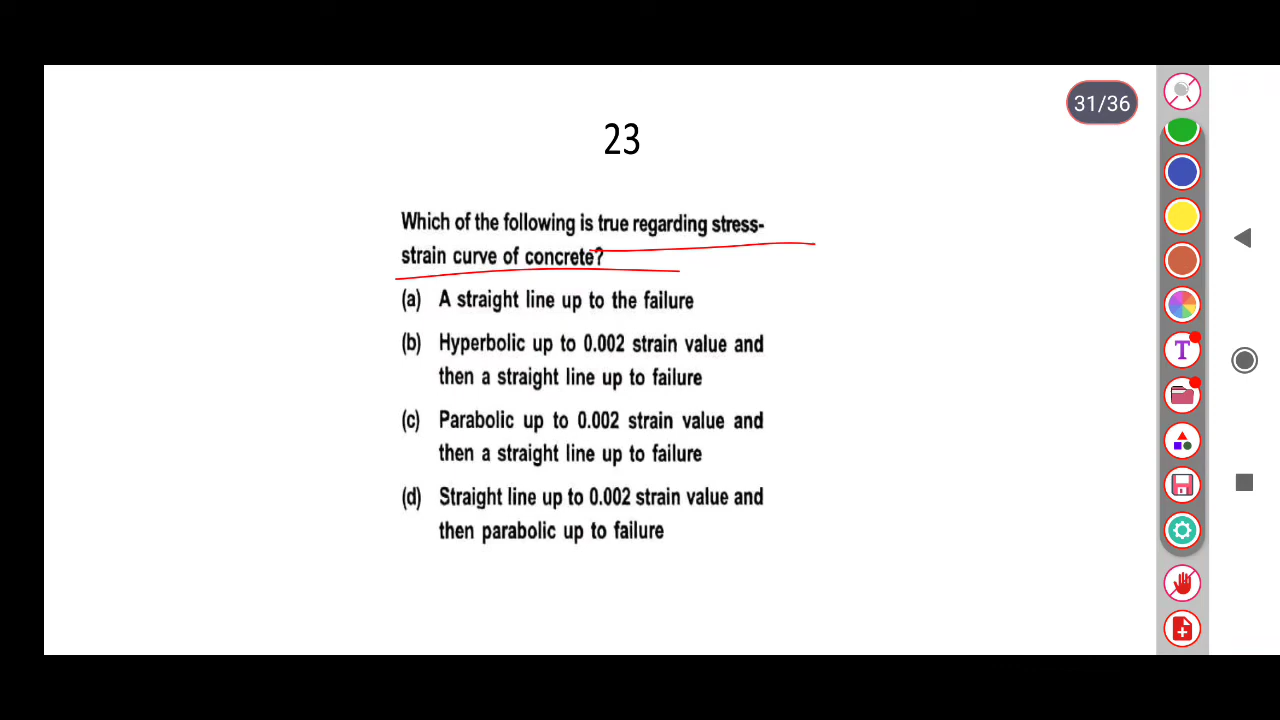 31/36
23
Which of the following is true regarding stress-
strain curve of concrete?
(a) A straight line up to the failure
(b) Hyperbolic up to 0.002 strain value and
then a straight line up to failure
(c) Parabolic up to 0.002 strain value and
then a straight line up to failure
(d) Straight line up to 0.002 strain value and
then parabolic up to failure
T